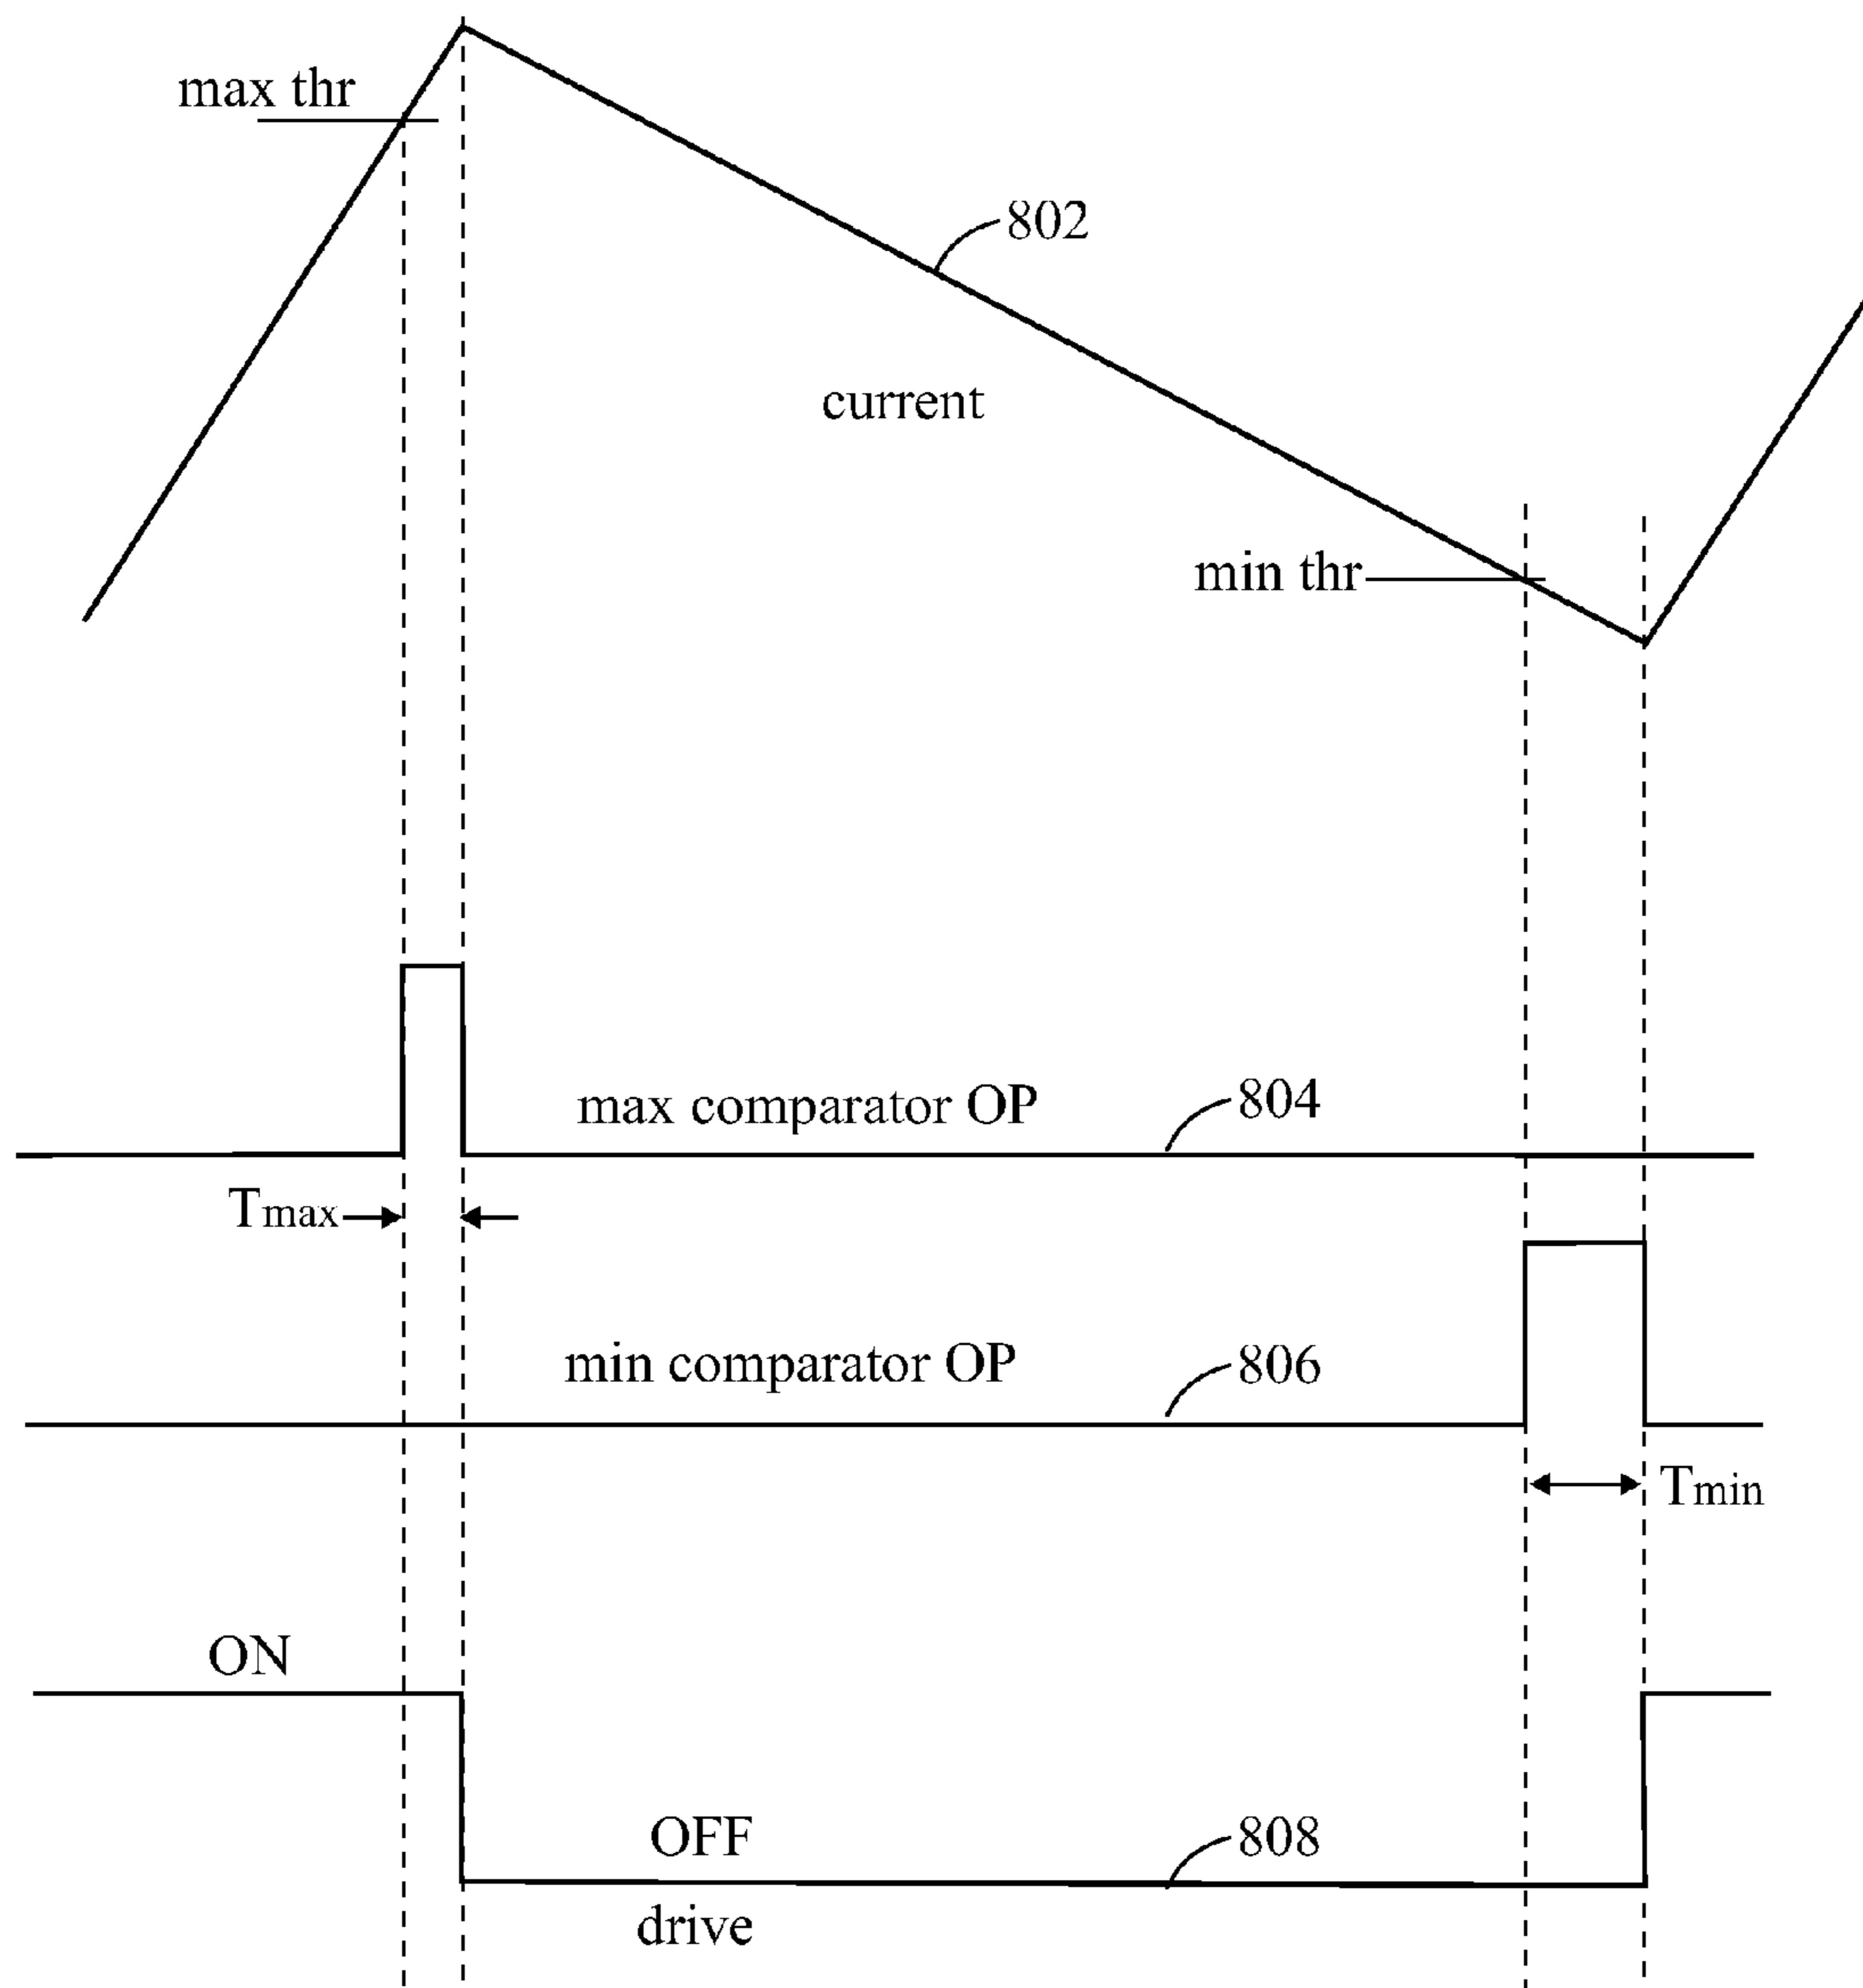 max thr
802
current
min thr
max comparator OP
804
Tmax
min comparator OP
806
Tmin
ON
OFF
808
drive